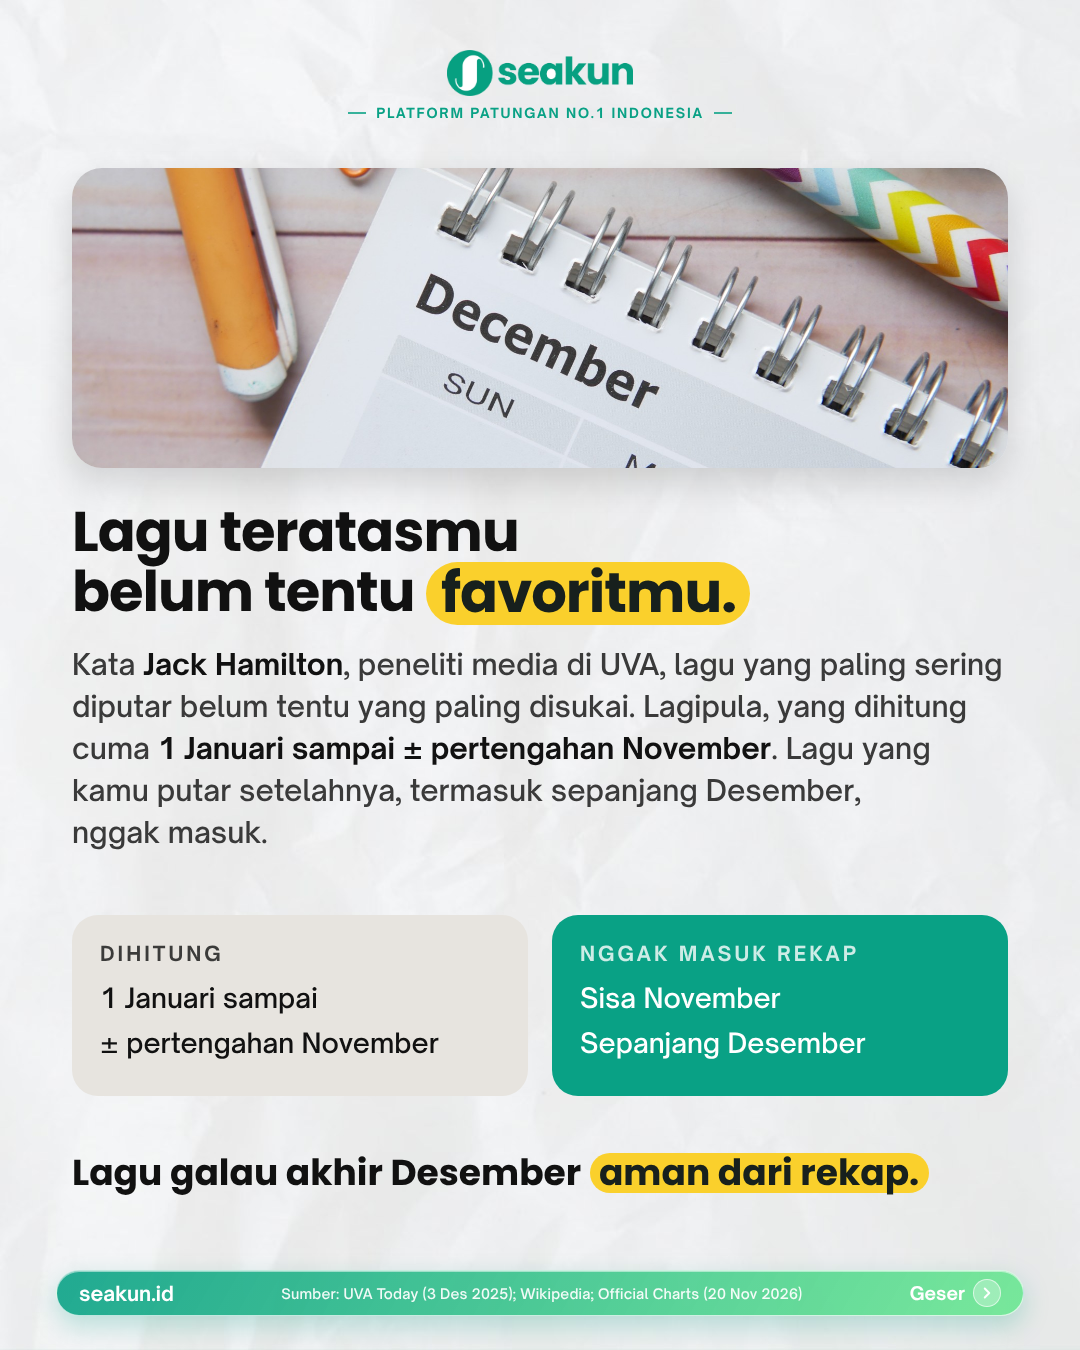 seakun
PLATFORM PATUNGAN NO.1 INDONESIA
December
SUN
Lagu teratasmu
belum tentu favoritmu.
Kata Jack Hamilton, peneliti media di UVA, lagu yang paling sering
diputar belum tentu yang paling disukai. Lagipula, yang dihitung
cuma 1 Januari sampai ± pertengahan November. Lagu yang
kamu putar setelahnya, termasuk sepanjang Desember,
nggak masuk.
DIHITUNG
1 Januari sampai
± pertengahan November
NGGAK MASUK REKAP
Sisa November
Sepanjang Desember
Lagu galau akhir Desember aman dari rekap.
seakun.id
Sumber: UVA Today (3 Des 2025); Wikipedia; Official Charts (20 Nov 2026)
Geser